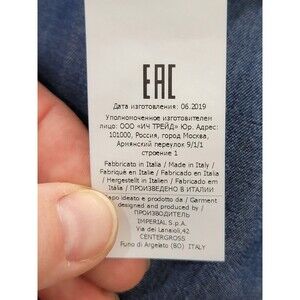 EAC
Дата изготовления: 06.2019
Уполномоченное изготовителем
лицо: ООО «ИЧ ТРЕЙД» Юр. Адрес:
101000, Россия, город Москва,
Армянский переулок 9/1/1
строение 1
Fabbricato in Italia / Made in Italy /
Fabriqué en Italie / Fabricado en Italia
/ Hergestellt in Italien / Fabricado em
Itália / ПРОИЗВЕДЕНО В ИТАЛИИ
Capo ideato e prodotto da / Garment
designed and produced by /
ПРОИЗВОДИТЕЛЬ
IMPERIAL S.p.A.
Via dei Lanaioli,42
CENTERGROSS
Funo di Argelato (BO) ITALY